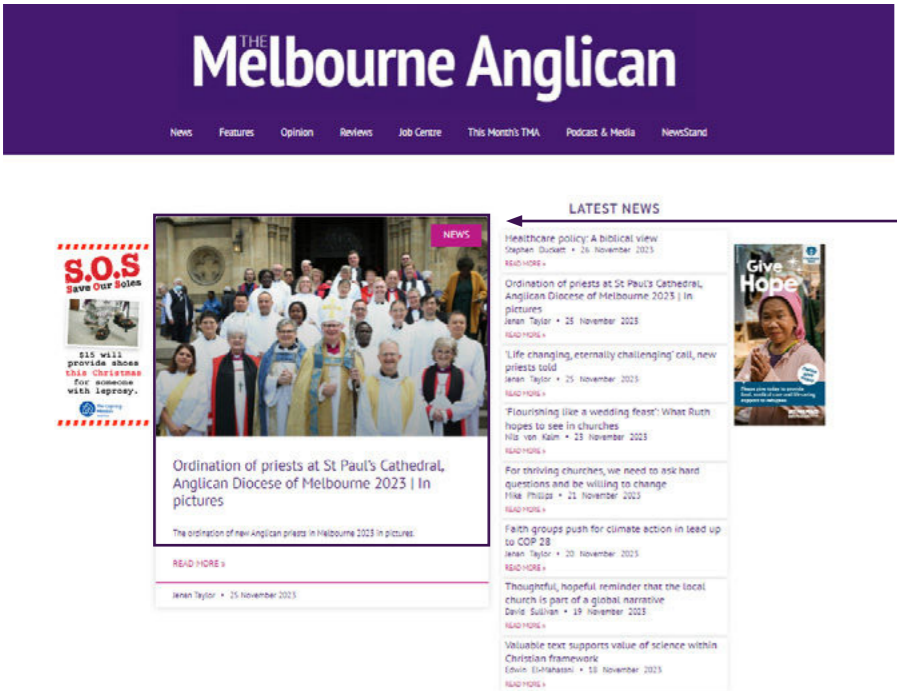 THE
Melbourne Anglican
News Features Opinion Reviews Job Centre This Month's TMA Podcast & Media NewsStand
S.O.S
Save Our Soles
$15 will
provide shoes
this Christmas
for someone
with leprosy.
NEWS
Ordination of priests at St Paul's Cathedral,
Anglican Diocese of Melbourne 2023 | In
pictures
The ordination of new Anglican priests in Melbourne 2023 in pictures.
READ MORE »
Jenan Taylor • 25 November 2023
LATEST NEWS
Healthcare policy: A biblical view
Stephen Duckett • 26 November 2023
READ MORE »
Ordination of priests at St Paul's Cathedral,
Anglican Diocese of Melbourne 2023 | In
pictures
Jenan Taylor • 25 November 2023
READ MORE »
'Life changing, eternally challenging' call, new
priests told
Jenan Taylor • 25 November 2023
READ MORE »
'Flourishing like a wedding feast': What Ruth
hopes to see in churches
Nils von Kalm • 23 November 2023
READ MORE »
For thriving churches, we need to ask hard
questions and be willing to change
Mike Phillips • 21 November 2023
READ MORE »
Faith groups push for climate action in lead up
to COP 28
Jenan Taylor • 20 November 2023
READ MORE »
Thoughtful, hopeful reminder that the local
church is part of a global narrative
David Sullivan • 19 November 2023
READ MORE »
Valuable text supports value of science within
Christian framework
Edwin El-Mahassni • 18 November 2023
READ MORE »
Give
Hope